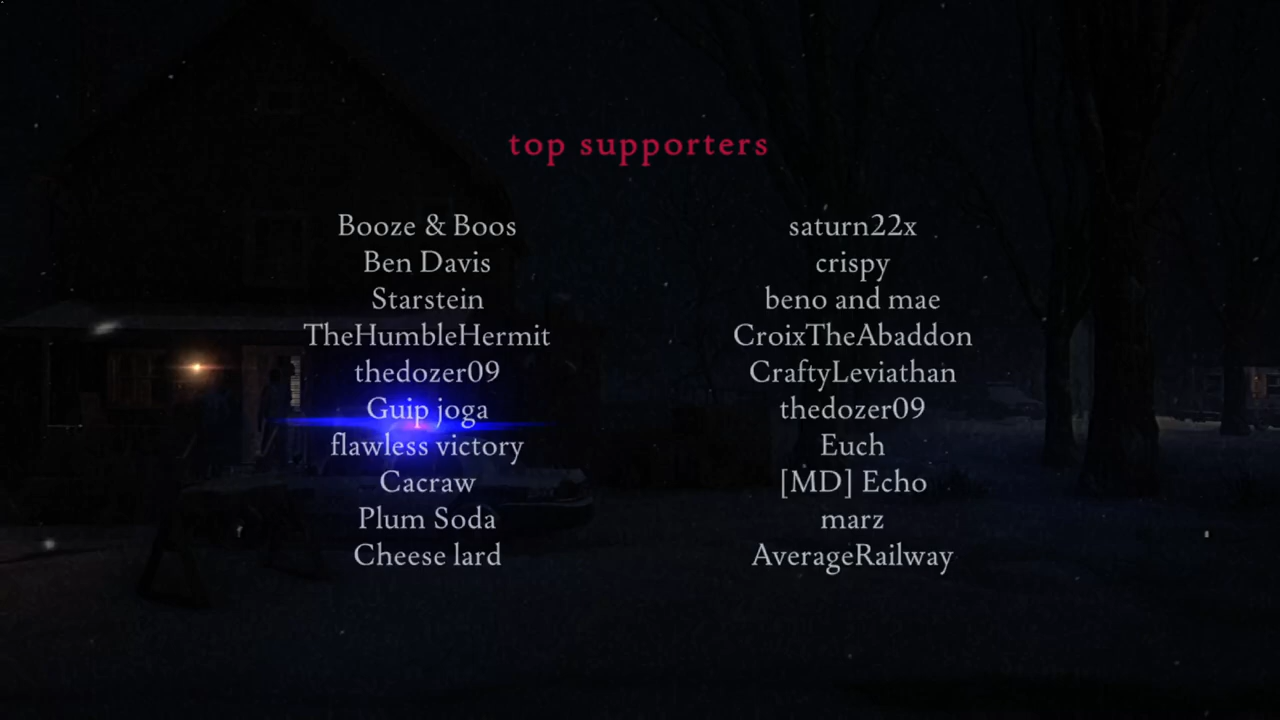 top supporters
Booze & Boos
Ben Davis
Starstein
TheHumbleHermit
thedozer09
Guip joga
flawless victory
Cacraw
Plum Soda
Cheese lard
saturn22x
crispy
beno and mae
CroixTheAbaddon
CraftyLeviathan
thedozer09
Euch
[MD] Echo
marz
AverageRailway